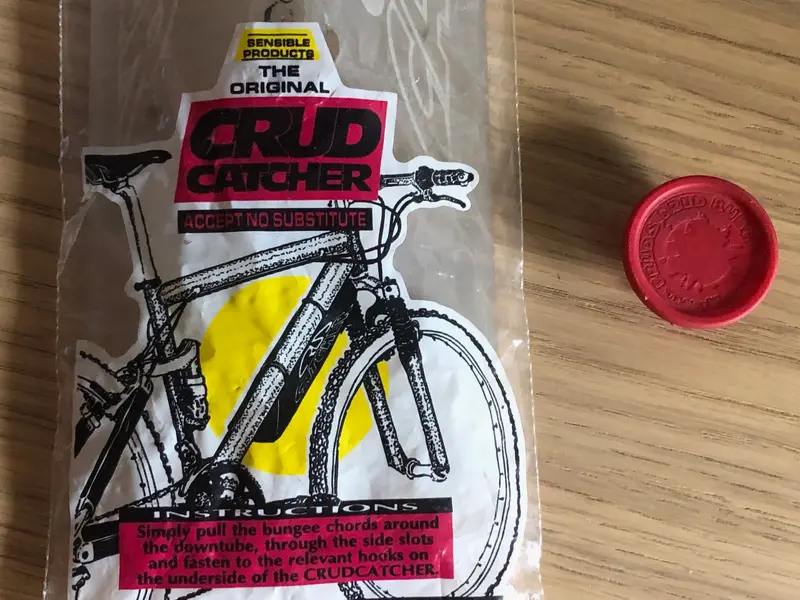 SENSIBLE
PRODUCTS
THE
ORIGINAL
CRUD
CATCHER
ACCEPT NO SUBSTITUTE
INSTRUCTIONS
Simply pull the bungee chords around
the downtube, through the side slots
and fasten to the relevant hooks on
the underside of the CRUDCATCHER.
CRUD